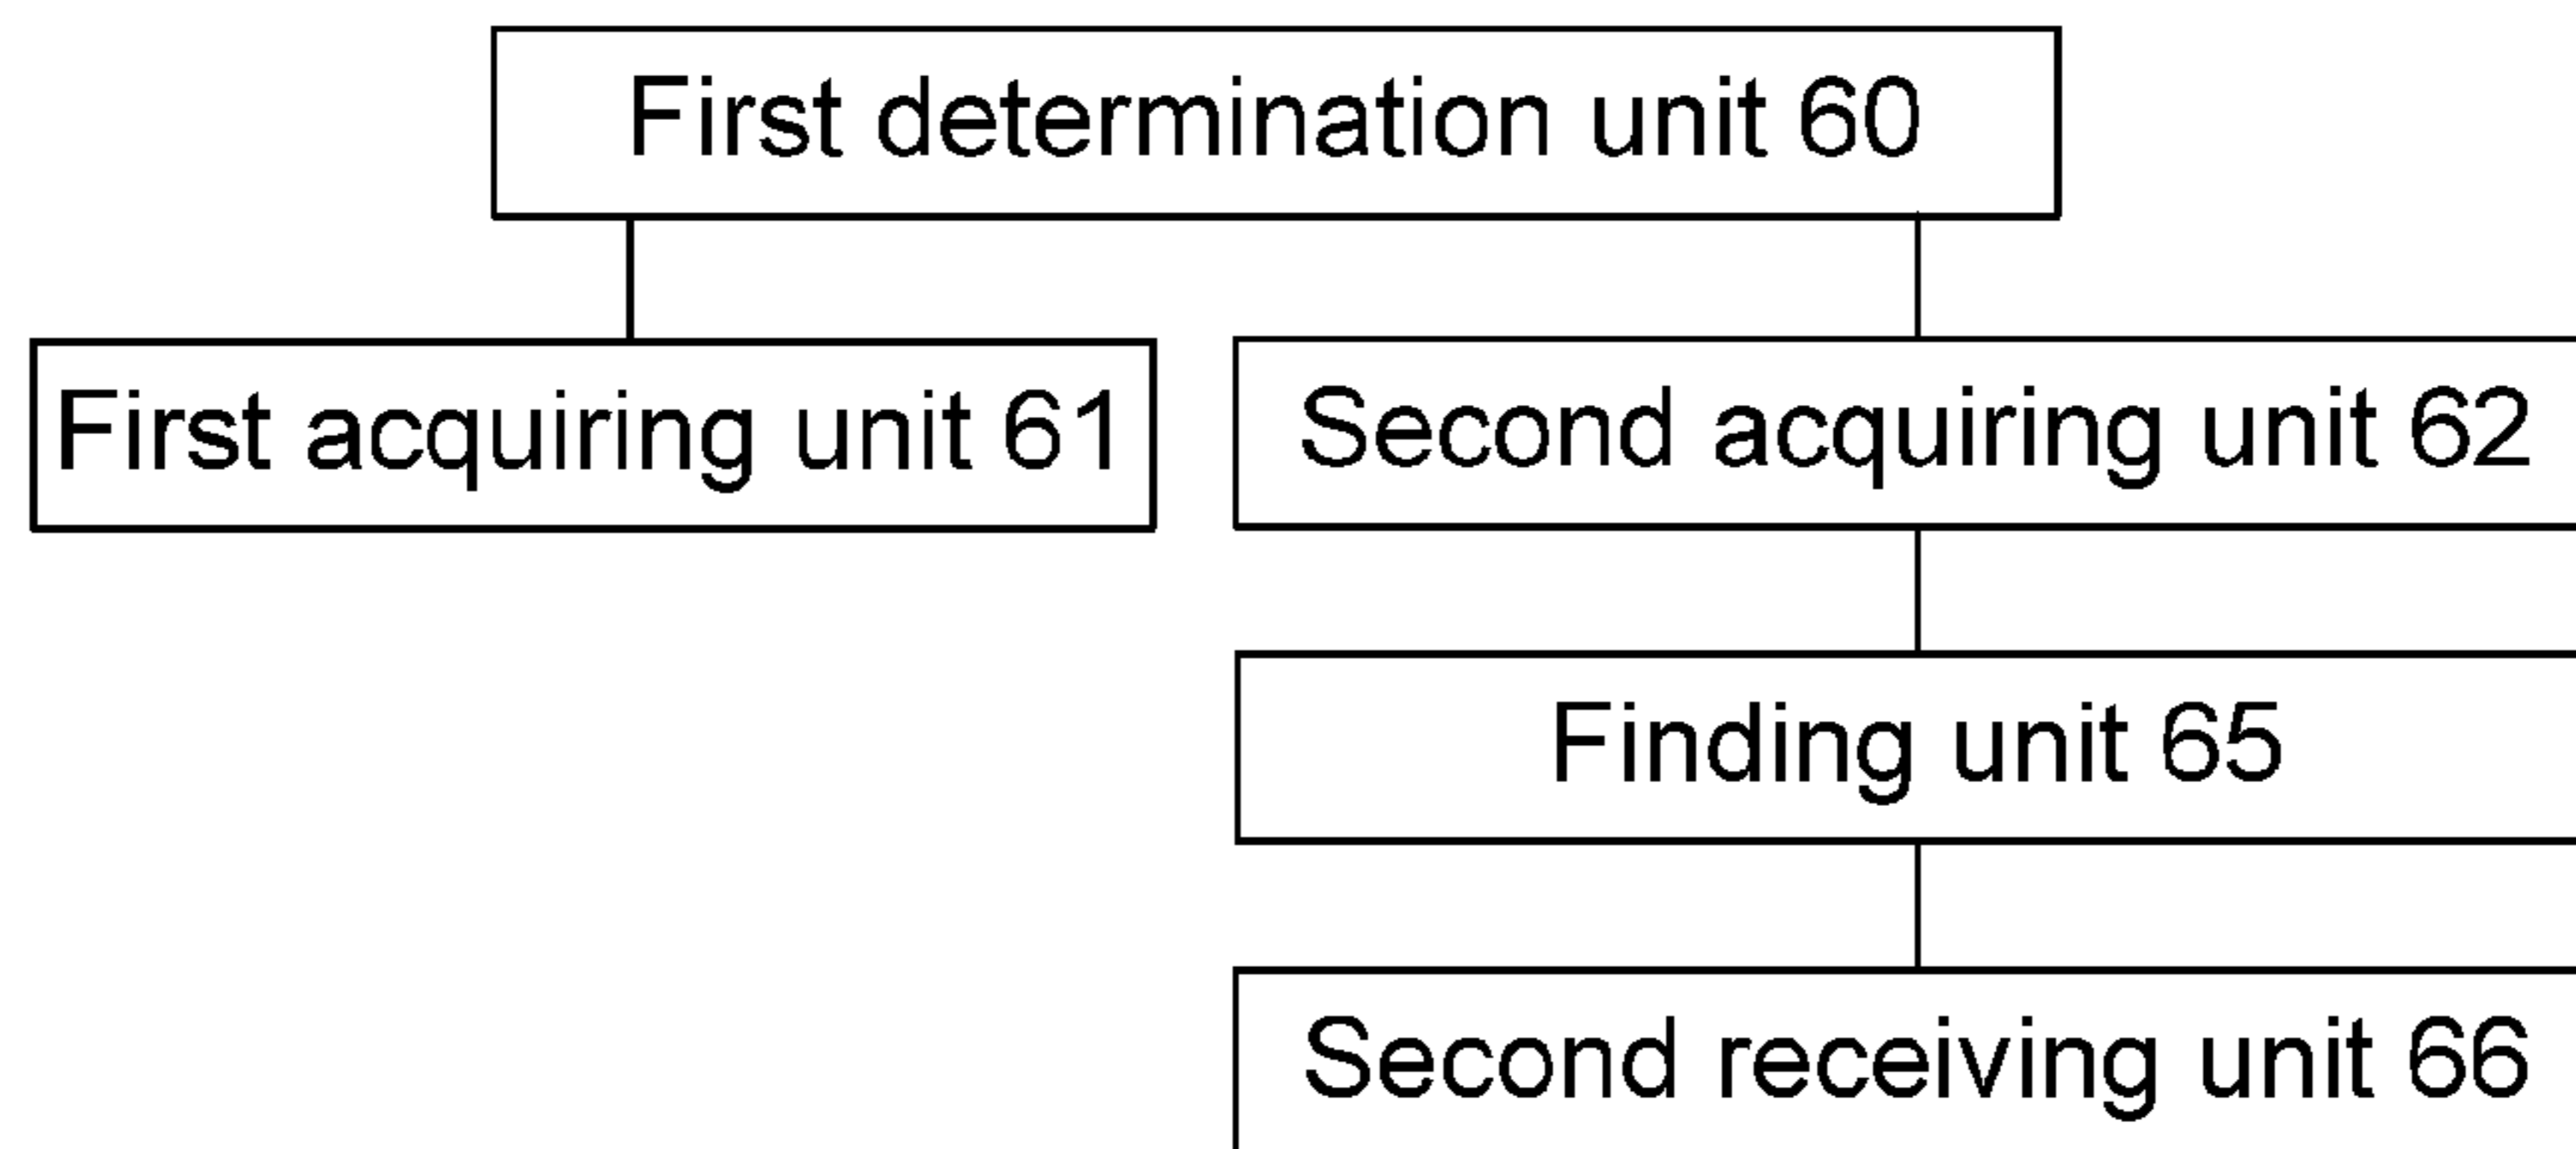 First determination unit 60
First acquiring unit 61
Second acquiring unit 62
Finding unit 65
Second receiving unit 66